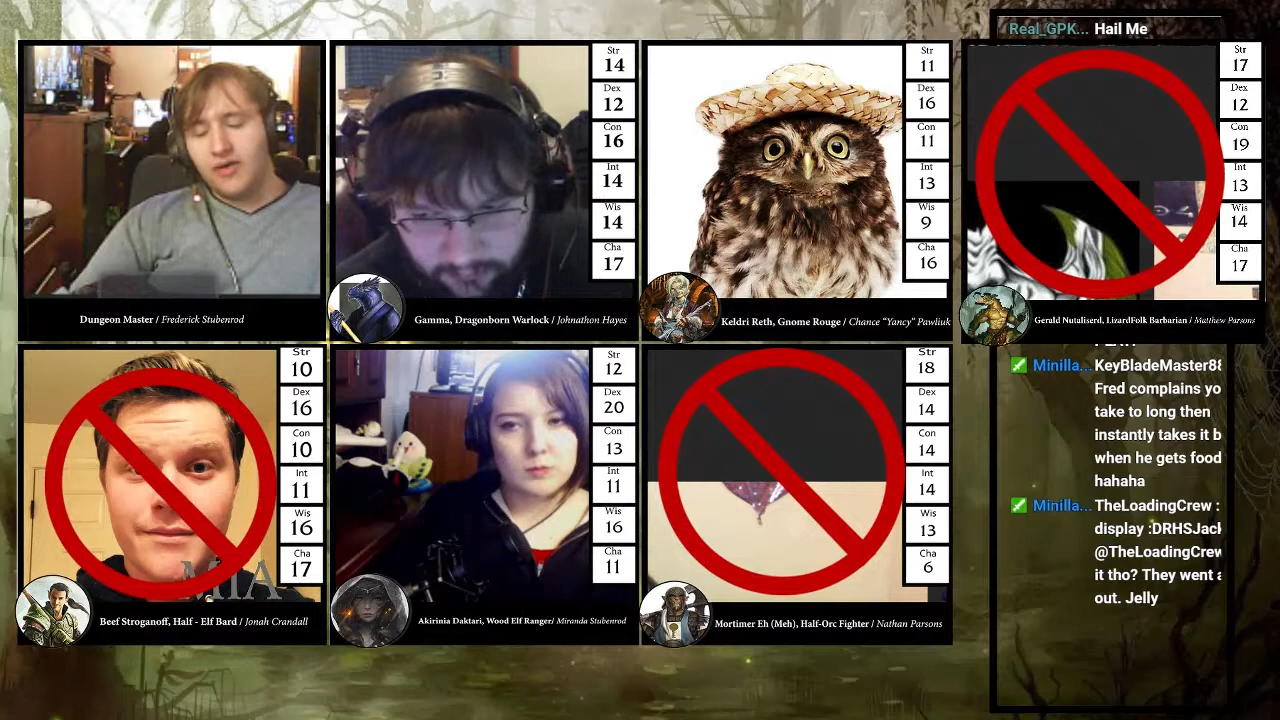 Real_GPK... Hail Me
Str
14
Dex
12
Con
16
Int
14
Wis
14
Cha
17
Str
11
Dex
16
Con
11
Int
13
Wis
9
Cha
16
Str
17
Dex
12
Con
19
Int
13
Wis
14
Cha
17
Dungeon Master / Frederick Stubenrod
Gamma, Dragonborn Warlock / Johnathon Hayes
Keldri Reth, Gnome Rouge / Chance “Yancy” Pawliuk
Gerald Nutaliserd, LizardFolk Barbarian / Matthew Parsons
Str
10
Dex
16
Con
10
Int
11
Wis
16
Cha
17
MIA
Str
12
Dex
20
Con
13
Int
11
Wis
16
Cha
11
Str
18
Dex
14
Con
14
Int
14
Wis
13
Cha
6
Beef Stroganoff, Half - Elf Bard / Jonah Crandall
Akirinia Daktari, Wood Elf Ranger/ Miranda Stubenrod
Mortimer Eh (Meh), Half-Orc Fighter / Nathan Parsons
Minilla... KeyBladeMaster88
Fred complains yo
take to long then
instantly takes it b
when he gets food
hahaha
Minilla... TheLoadingCrew :
display :DRHSJack
@TheLoadingCrew
it tho? They went a
out. Jelly